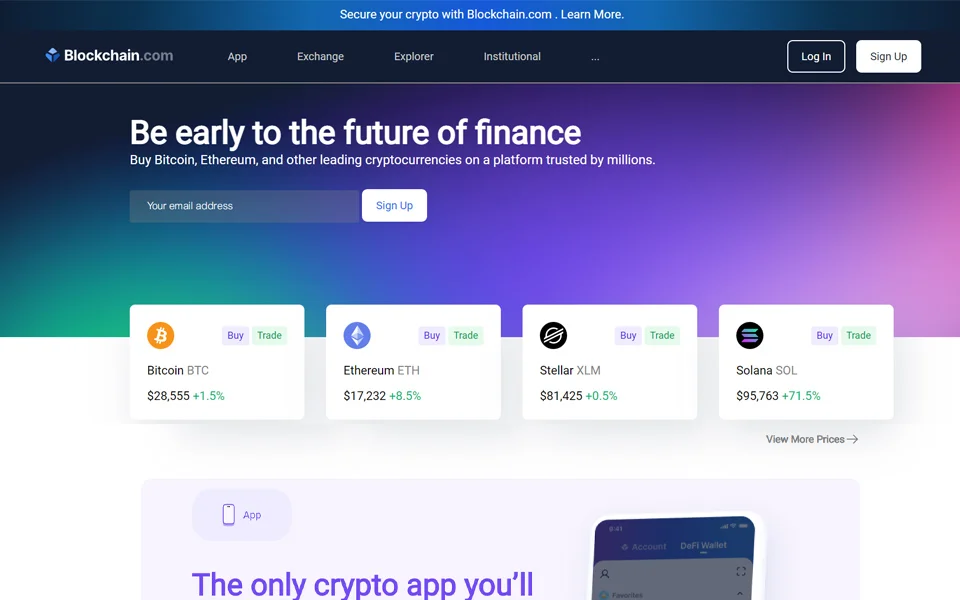 Secure your crypto with Blockchain.com . Learn More.
Blockchain.com App Exchange Explorer Institutional ... Log In Sign Up
Be early to the future of finance
Buy Bitcoin, Ethereum, and other leading cryptocurrencies on a platform trusted by millions.
Your email address Sign Up
Buy Trade Buy Trade Buy Trade Buy Trade
Bitcoin BTC Ethereum ETH Stellar XLM Solana SOL
$28,555 +1.5% $17,232 +8.5% $81,425 +0.5% $95,763 +71.5%
View More Prices
App
9:41
Account DeFi Wallet
The only crypto app you’ll
Favorites